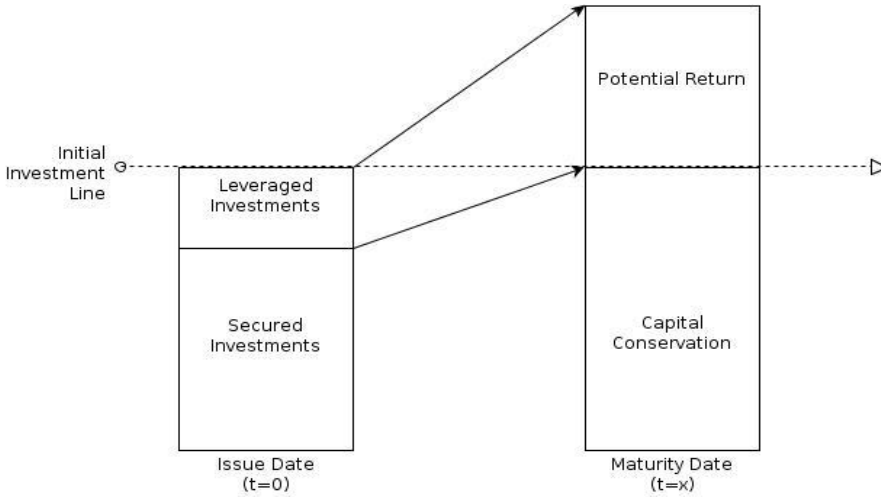 Potential Return
Initial
Investment
Line
Leveraged
Investments
Secured
Investments
Capital
Conservation
Issue Date
(t=0)
Maturity Date
(t=x)